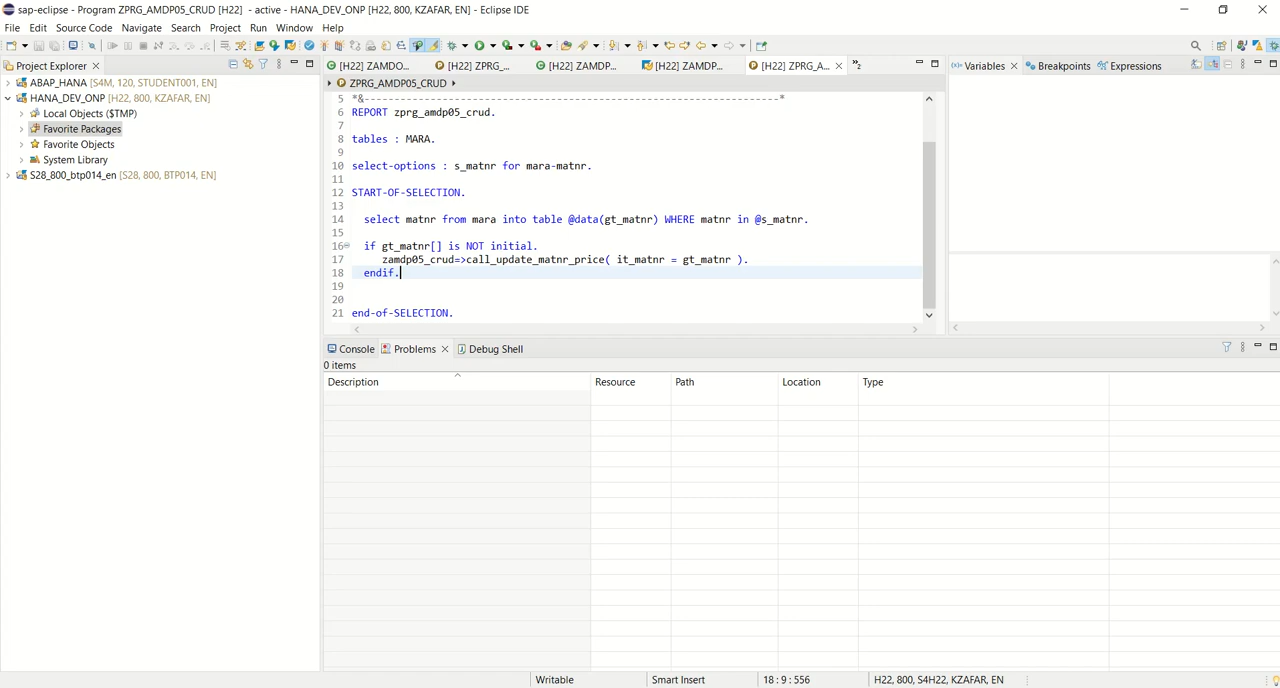 sap-eclipse - Program ZPRG_AMDP05_CRUD [H22] - active - HANA_DEV_ONP [H22, 800, KZAFAR, EN] - Eclipse IDE
File Edit Source Code Navigate Search Project Run Window Help
Project Explorer
ABAP_HANA [S4M, 120, STUDENT001, EN]
HANA_DEV_ONP [H22, 800, KZAFAR, EN]
Local Objects ($TMP)
Favorite Packages
Favorite Objects
System Library
S28_800_btp014_en [S28, 800, BTP014, EN]
[H22] ZAMDO... [H22] ZPRG_... [H22] ZAMDP... [H22] ZAMDP... [H22] ZPRG_A... 2
ZPRG_AMDP05_CRUD
5 *&---------------------------------------------------------------------*
6 REPORT zprg_amdp05_crud.
7
8 tables : MARA.
9
10 select-options : s_matnr for mara-matnr.
11
12 START-OF-SELECTION.
13
14 select matnr from mara into table @data(gt_matnr) WHERE matnr in @s_matnr.
15
16 if gt_matnr[] is NOT initial.
17 zamdp05_crud=>call_update_matnr_price( it_matnr = gt_matnr ).
18 endif.
19
20
21 end-of-SELECTION.
Variables Breakpoints Expressions
Console Problems Debug Shell
0 items
Description Resource Path Location Type
Writable Smart Insert 18 : 9 : 556 H22, 800, S4H22, KZAFAR, EN